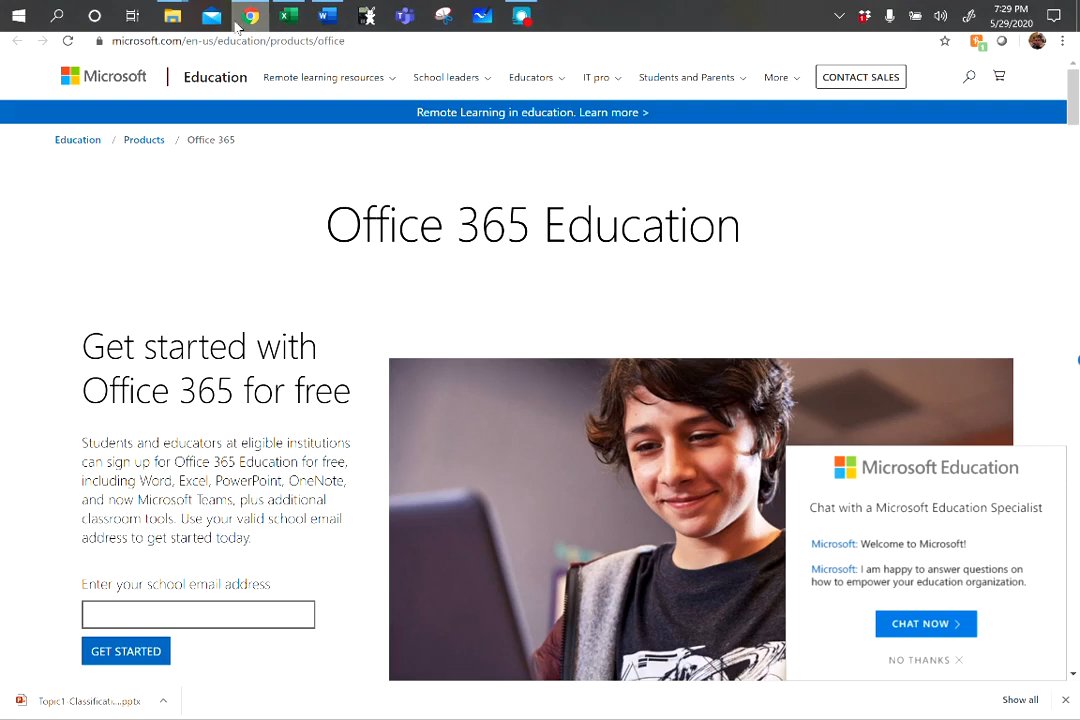 7:29 PM
5/29/2020
microsoft.com/en-us/education/products/office
Microsoft Education Remote learning resources School leaders Educators IT pro Students and Parents More CONTACT SALES
Remote Learning in education. Learn more >
Education / Products / Office 365
Office 365 Education
Get started with
Office 365 for free
Students and educators at eligible institutions
can sign up for Office 365 Education for free,
including Word, Excel, PowerPoint, OneNote,
and now Microsoft Teams, plus additional
classroom tools. Use your valid school email
address to get started today.
Enter your school email address
GET STARTED
Microsoft Education
Chat with a Microsoft Education Specialist
Microsoft: Welcome to Microsoft!
Microsoft: I am happy to answer questions on
how to empower your education organization.
CHAT NOW >
NO THANKS ×
Topic1-Classificati....pptx
Show all